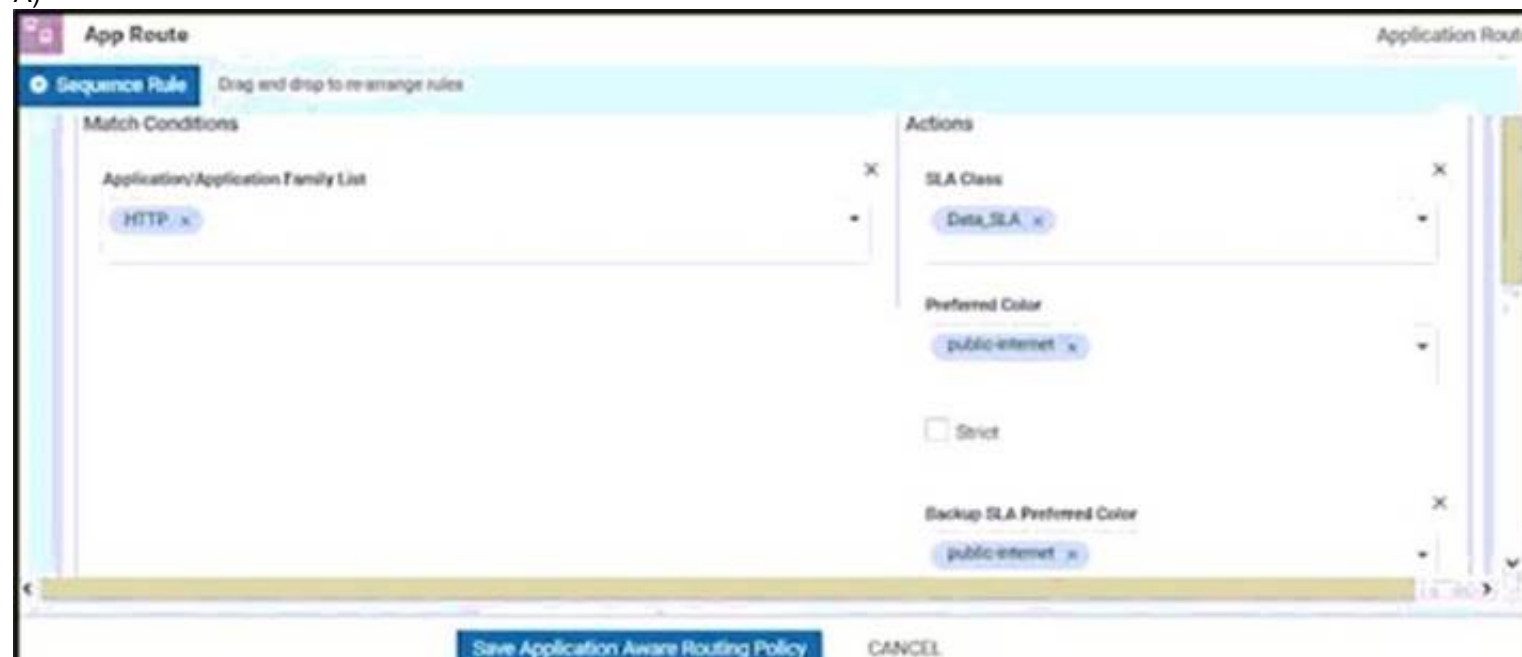 App Route
Application Rout
Sequence Rule Drag and drop to re-arrange rules
Match Conditions
Actions
Application/Application Family List
SLA Class
HTTP
Data_SLA
Preferred Color
public-internet
Strict
Backup SLA Preferred Color
public-internet
Save Application Aware Routing Policy CANCEL